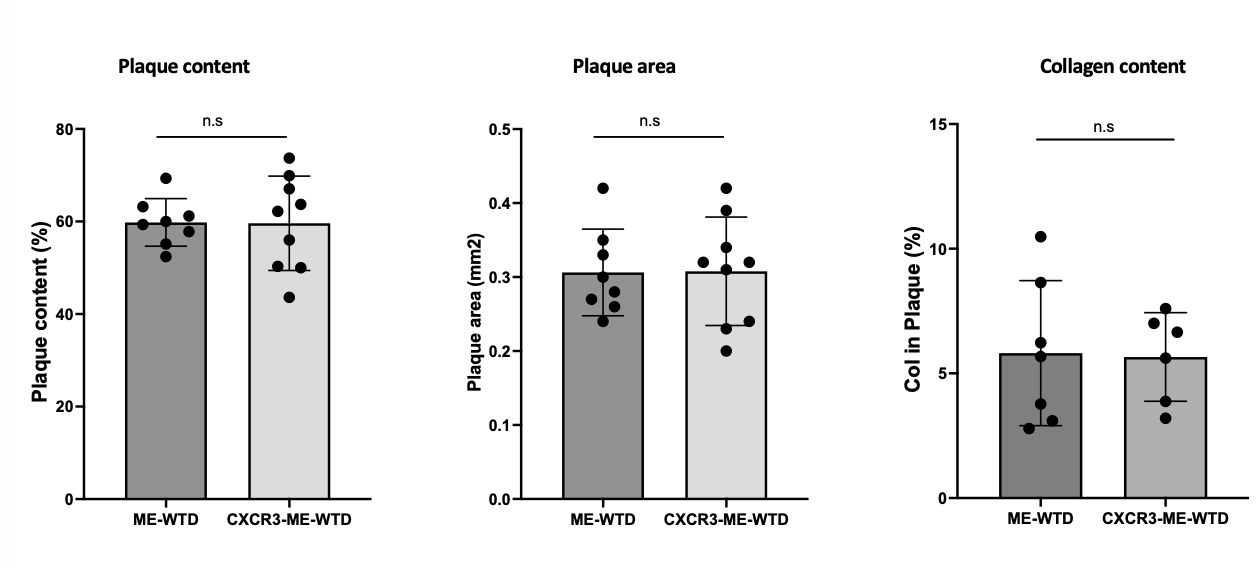 Plaque content
n.s
80
60
40
20
0
Plaque content (%)
ME-WTD CXCR3-ME-WTD
Plaque area
n.s
0.5
0.4
0.3
0.2
0.1
0.0
Plaque area (mm2)
ME-WTD CXCR3-ME-WTD
Collagen content
n.s
15
10
5
0
Col in Plaque (%)
ME-WTD CXCR3-ME-WTD